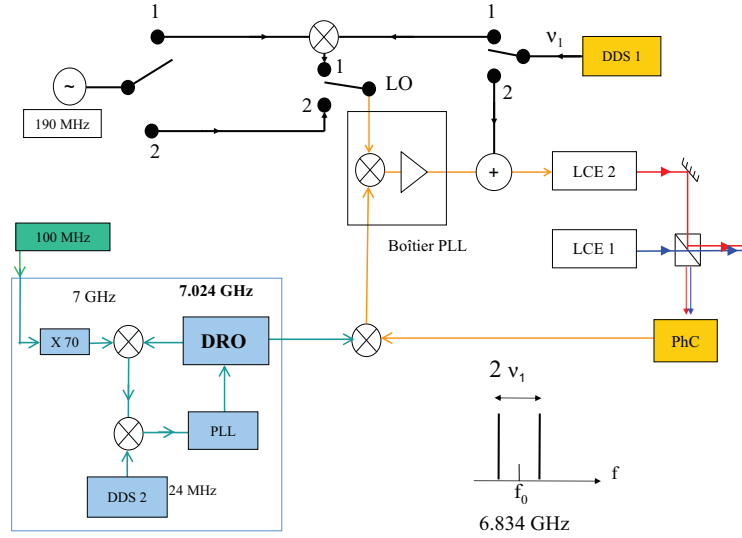 1
1
ν₁
DDS 1
~
1
LO
2
2
190 MHz
2
+
LCE 2
Boîtier PLL
LCE 1
100 MHz
7 GHz
7.024 GHz
X 70
DRO
PhC
PLL
2 ν₁
DDS 2
24 MHz
f
f₀
6.834 GHz